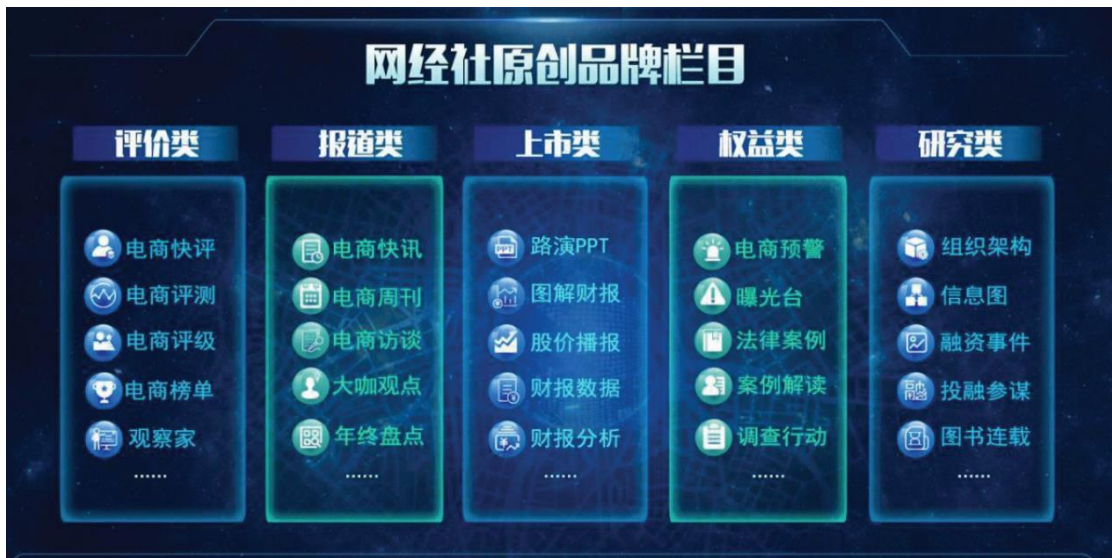 网经社原创品牌栏目
评价类
电商快评
电商评测
电商评级
电商榜单
观察家
......
报道类
电商快讯
电商周刊
电商访谈
大咖观点
年终盘点
......
上市类
PPT
路演PPT
图解财报
股价播报
财报数据
财报分析
......
权益类
电商预警
曝光台
法律案例
案例解读
调查行动
......
研究类
组织架构
信息图
融资事件
融
投融参谋
图书连载
......